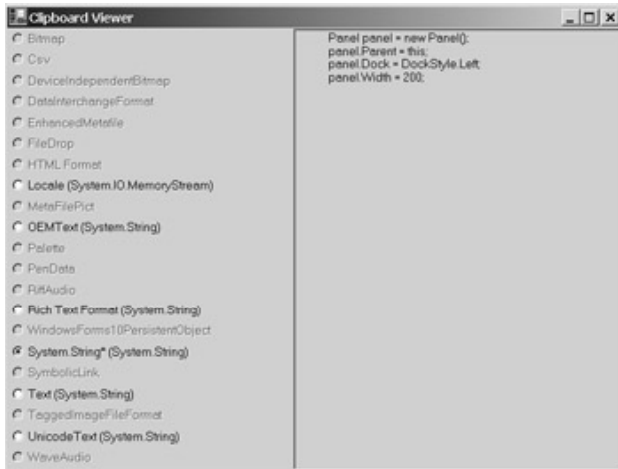 Clipboard Viewer
Bitmap
Csv
DeviceIndependentBitmap
DataInterchangeFormat
EnhancedMetafile
FileDrop
HTML Format
Locale (System.IO.MemoryStream)
MetaFilePict
OEMText (System.String)
Palette
PenData
RiffAudio
Rich Text Format (System.String)
WindowsForms10PersistentObject
System.String* (System.String)
SymbolicLink
Text (System.String)
TaggedImageFileFormat
UnicodeText (System.String)
WaveAudio
Panel panel = new Panel();
panel.Parent = this;
panel.Dock = DockStyle.Left;
panel.Width = 200;